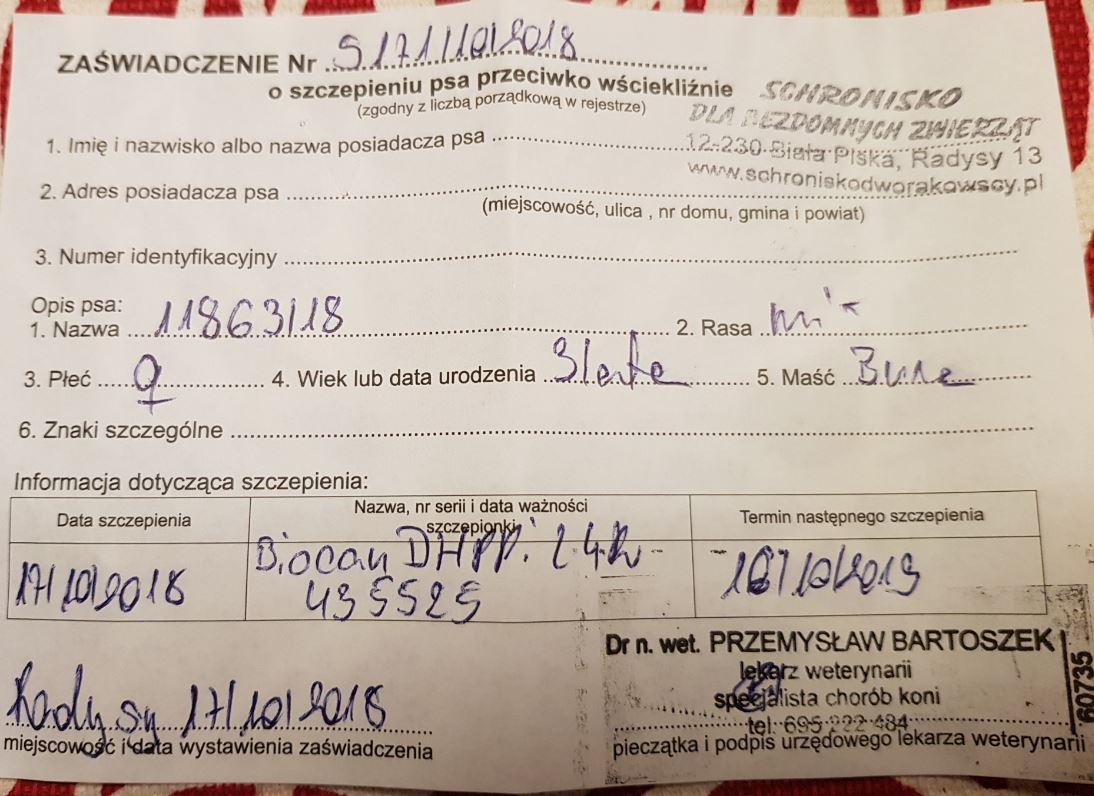 ZAŚWIADCZENIE Nr S171/10/2018
o szczepieniu psa przeciwko wściekliźnie
(zgodny z liczbą porządkową w rejestrze)
SCHRONISKO
DLA BEZDOMNYCH ZWIERZĄT
12-230 Biała Piska, Radysy 13
www.schroniskodworakowscy.pl
1. Imię i nazwisko albo nazwa posiadacza psa
2. Adres posiadacza psa
(miejscowość, ulica , nr domu, gmina i powiat)
3. Numer identyfikacyjny
Opis psa:
1. Nazwa 11863/18 2. Rasa
3. Płeć ♀ 4. Wiek lub data urodzenia 3 lata 5. Maść Bura
6. Znaki szczególne
Informacja dotycząca szczepienia:
Data szczepienia
Nazwa, nr serii i data ważności
szczepionki
Termin następnego szczepienia
17/10/2018
Biocan DHPPi L4R
435525
/10/2019
Radysy 17/10/2018
miejscowość i data wystawienia zaświadczenia
Dr n. wet. PRZEMYSŁAW BARTOSZEK
lekarz weterynarii
specjalista chorób koni
tel. 695 222 484
60735
pieczątka i podpis urzędowego lekarza weterynarii